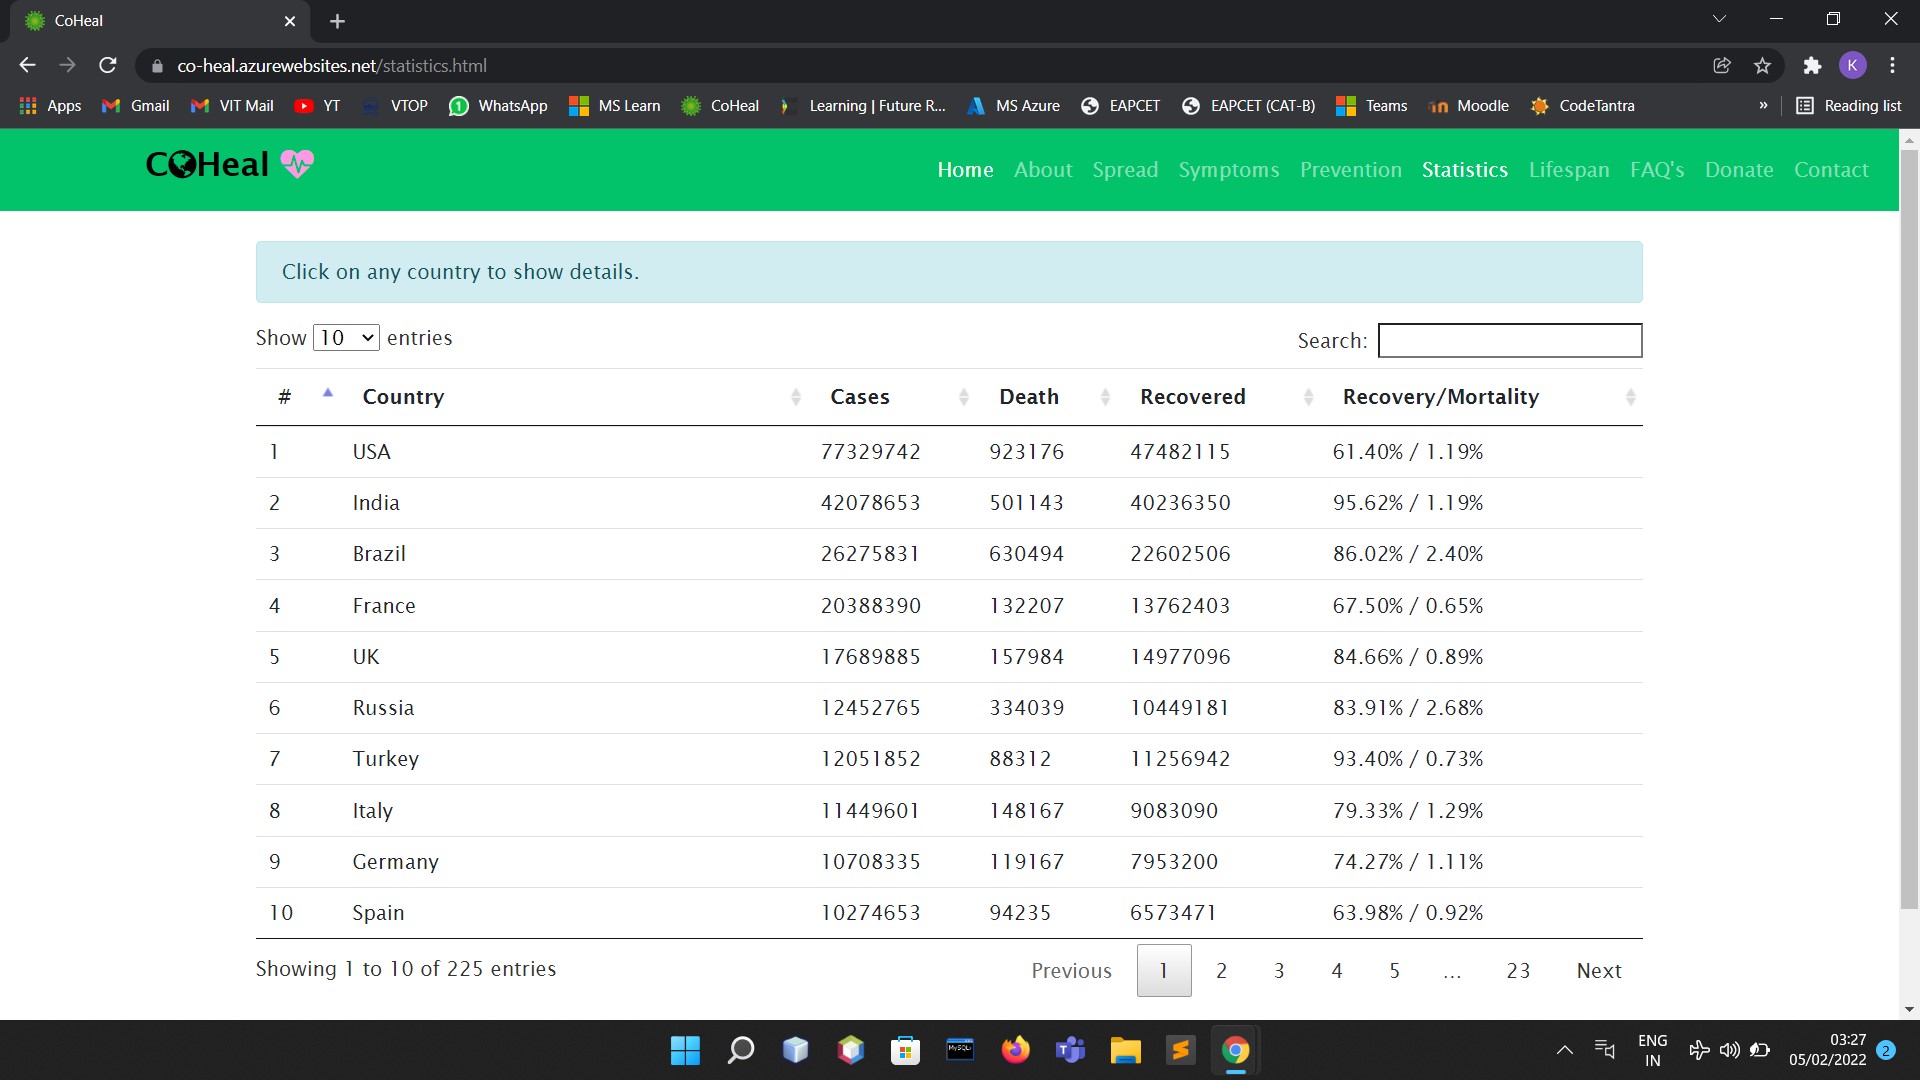 CoHeal
co-heal.azurewebsites.net/statistics.html
K
Apps Gmail VIT Mail YT VTOP WhatsApp MS Learn CoHeal Learning | Future R... MS Azure EAPCET EAPCET (CAT-B) Teams Moodle CodeTantra » Reading list
COHeal
Home About Spread Symptoms Prevention Statistics Lifespan FAQ's Donate Contact
Click on any country to show details.
Show 10 entries Search:
# Country Cases Death Recovered Recovery/Mortality
1 USA 77329742 923176 47482115 61.40% / 1.19%
2 India 42078653 501143 40236350 95.62% / 1.19%
3 Brazil 26275831 630494 22602506 86.02% / 2.40%
4 France 20388390 132207 13762403 67.50% / 0.65%
5 UK 17689885 157984 14977096 84.66% / 0.89%
6 Russia 12452765 334039 10449181 83.91% / 2.68%
7 Turkey 12051852 88312 11256942 93.40% / 0.73%
8 Italy 11449601 148167 9083090 79.33% / 1.29%
9 Germany 10708335 119167 7953200 74.27% / 1.11%
10 Spain 10274653 94235 6573471 63.98% / 0.92%
Showing 1 to 10 of 225 entries Previous 1 2 3 4 5 ... 23 Next
ENG
IN
03:27
05/02/2022
2